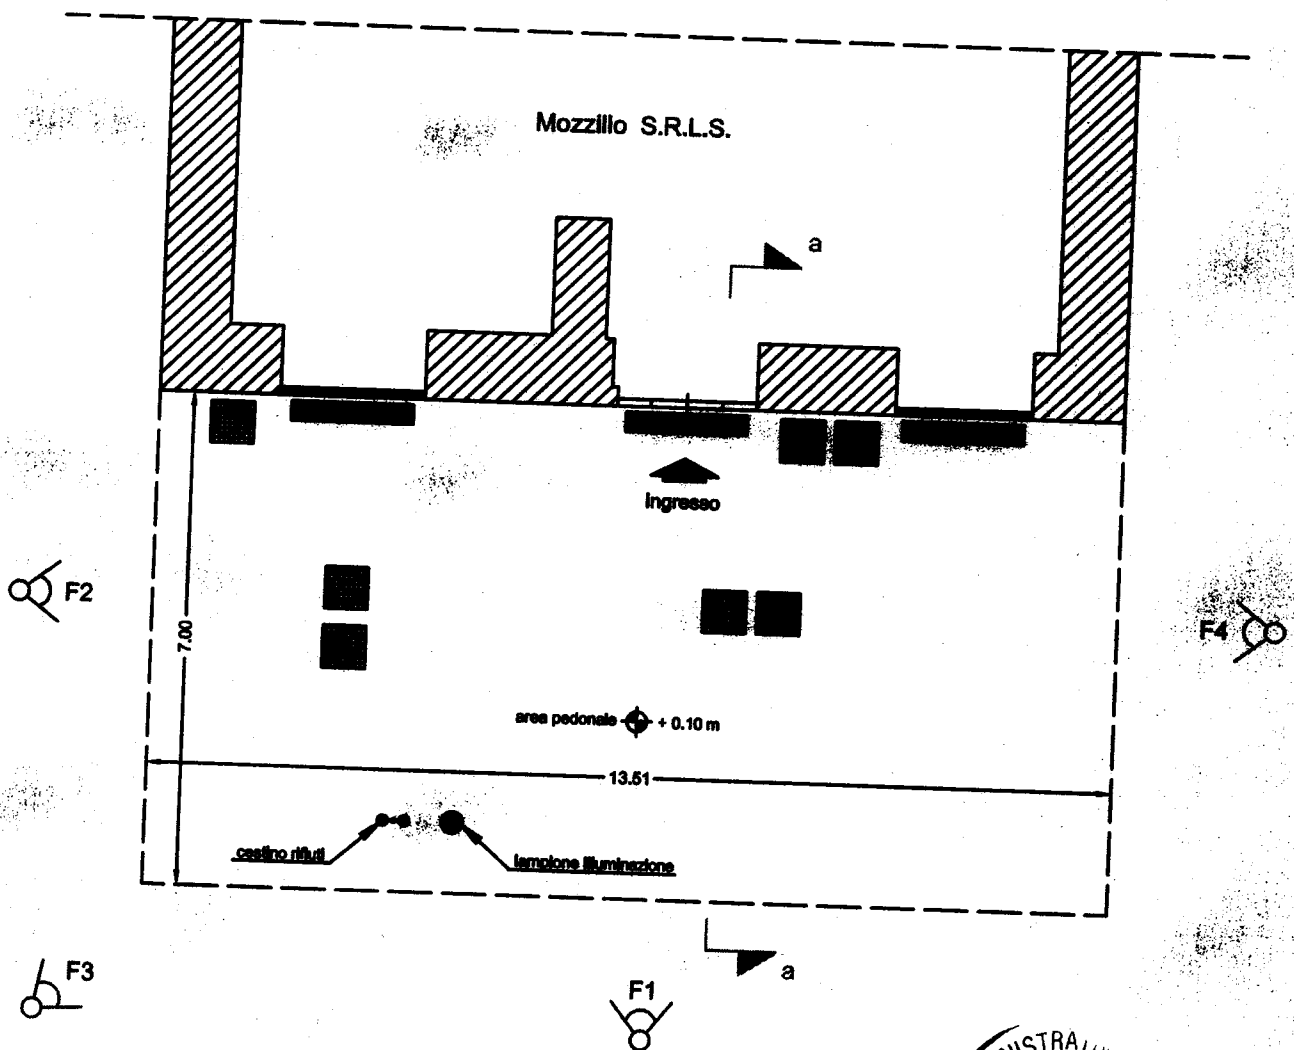 Mozzillo S.R.L.S.
a
Ingresso
F2
7.00
F4
area pedonale + 0.10 m
13.51
cestino rifiuti
lampione illuminazione
a
F3
F1